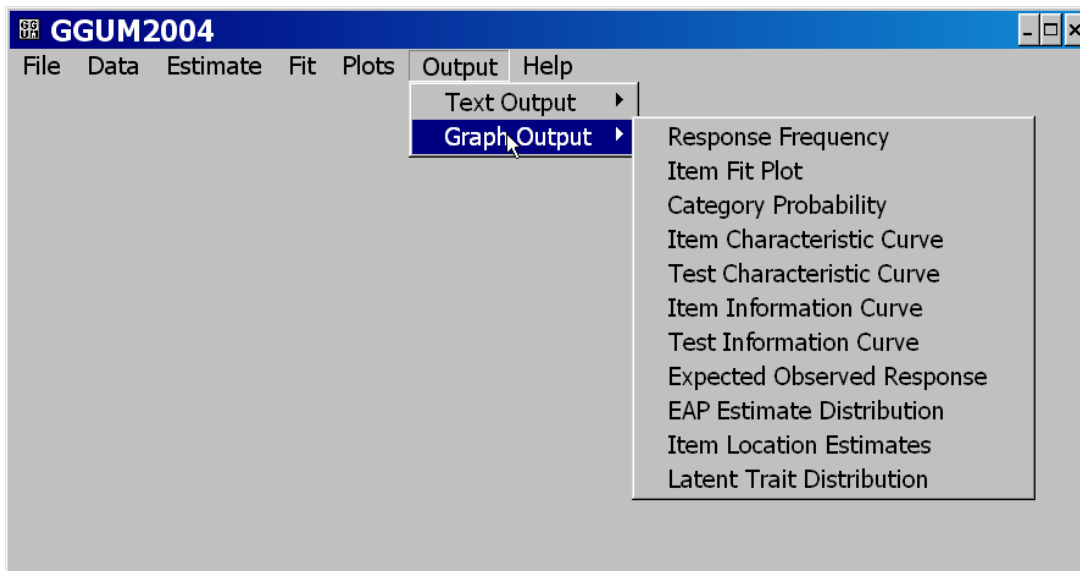 GGUM2004
File Data Estimate Fit Plots Output Help
Text Output
Graph Output
Response Frequency
Item Fit Plot
Category Probability
Item Characteristic Curve
Test Characteristic Curve
Item Information Curve
Test Information Curve
Expected Observed Response
EAP Estimate Distribution
Item Location Estimates
Latent Trait Distribution